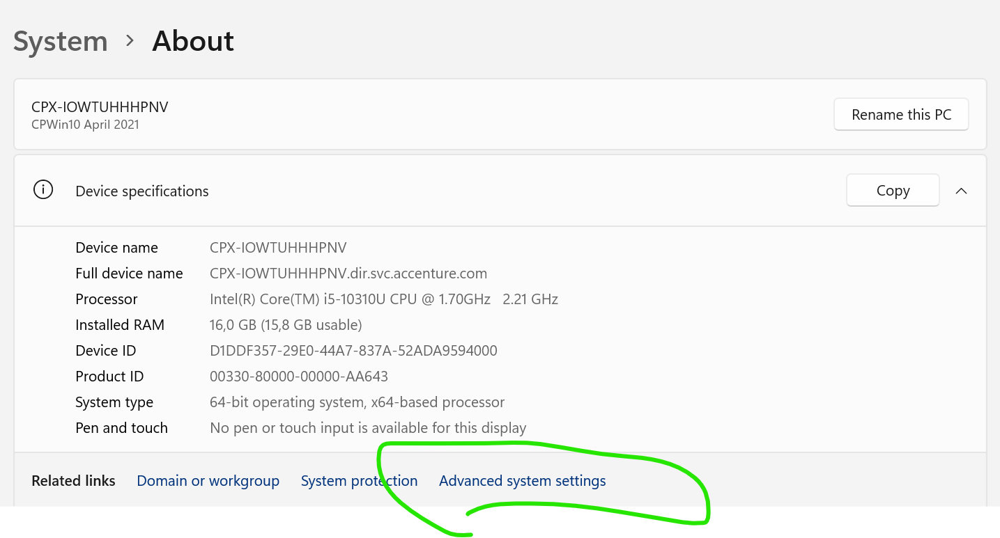 System > About
CPX-IOWTUHHHPNV
CPWin10 April 2021
Rename this PC
Device specifications
Copy
Device name CPX-IOWTUHHHPNV
Full device name CPX-IOWTUHHHPNV.dir.svc.accenture.com
Processor Intel(R) Core(TM) i5-10310U CPU @ 1.70GHz 2.21 GHz
Installed RAM 16,0 GB (15,8 GB usable)
Device ID D1DDF357-29E0-44A7-837A-52ADA9594000
Product ID 00330-80000-00000-AA643
System type 64-bit operating system, x64-based processor
Pen and touch No pen or touch input is available for this display
Related links Domain or workgroup System protection Advanced system settings